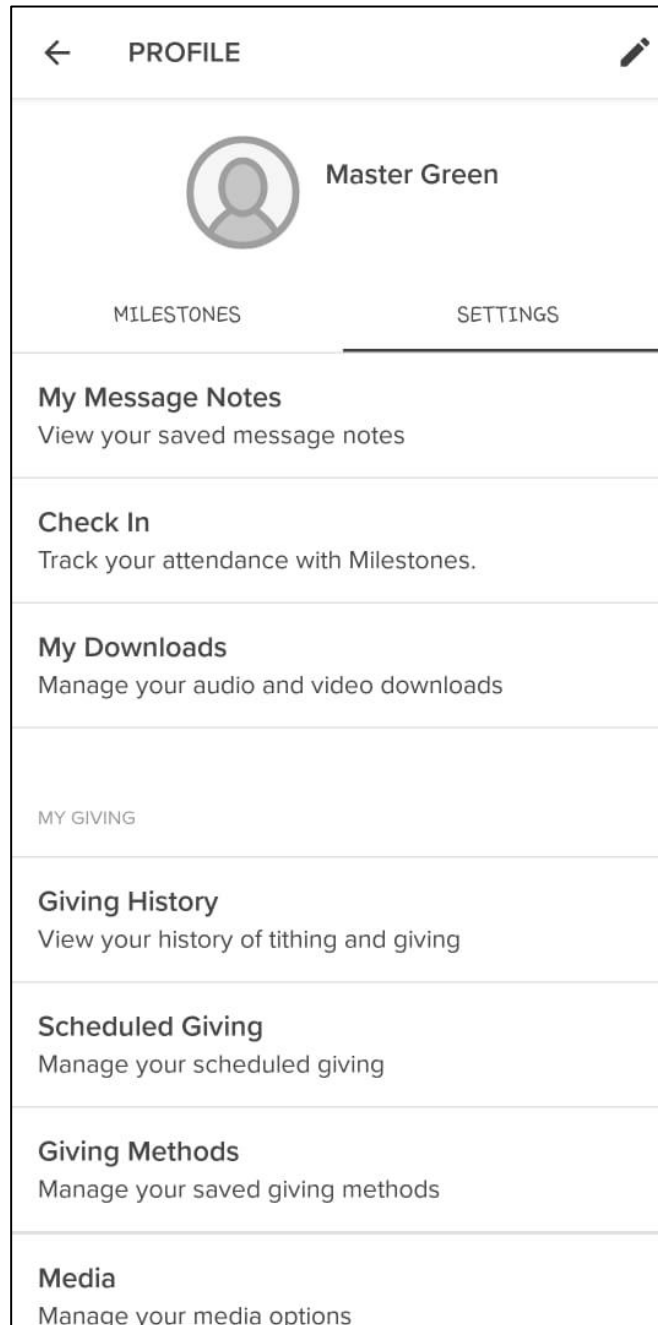 PROFILE
Master Green
MILESTONES SETTINGS
My Message Notes
View your saved message notes
Check In
Track your attendance with Milestones.
My Downloads
Manage your audio and video downloads
MY GIVING
Giving History
View your history of tithing and giving
Scheduled Giving
Manage your scheduled giving
Giving Methods
Manage your saved giving methods
Media
Manage your media options